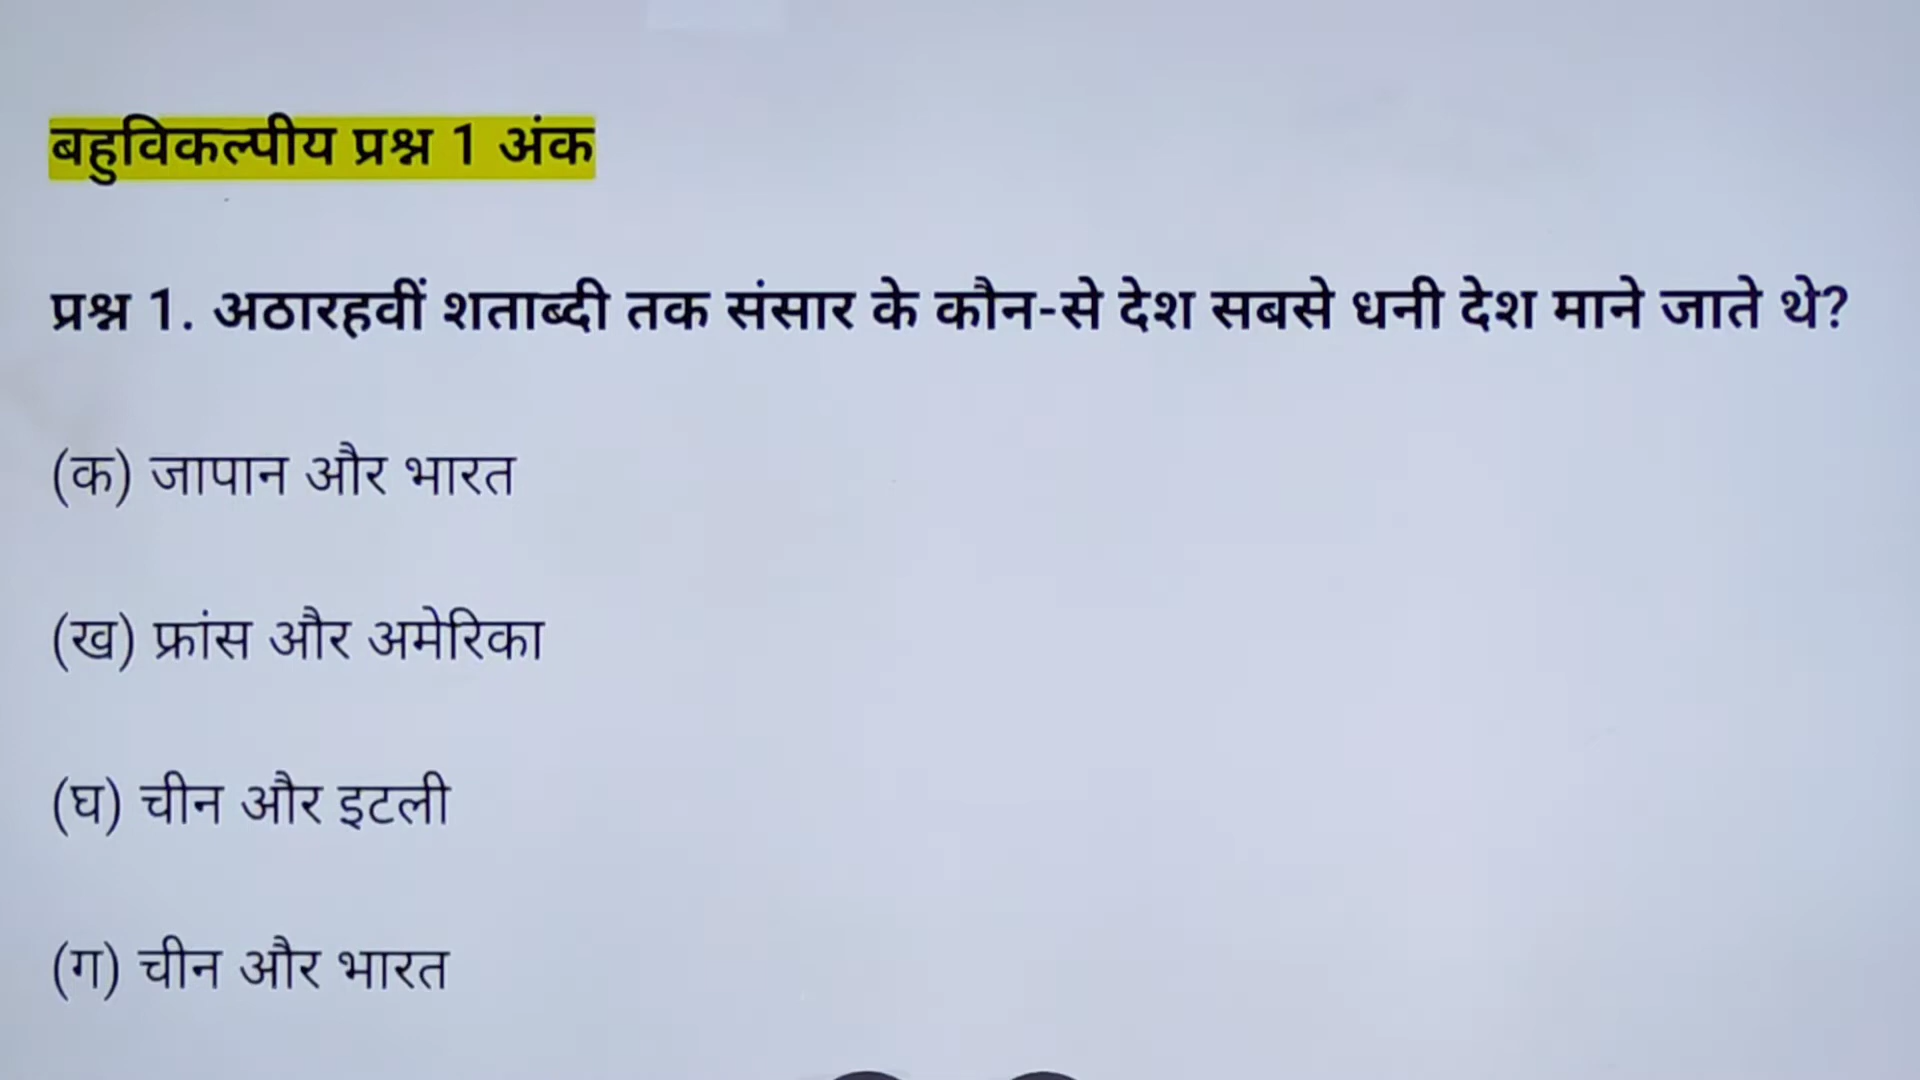 बहुविकल्पीय प्रश्न 1 अंक
प्रश्न 1. अठारहवीं शताब्दी तक संसार के कौन-से देश सबसे धनी देश माने जाते थे?
(क) जापान और भारत
(ख) फ्रांस और अमेरिका
(घ) चीन और इटली
(ग) चीन और भारत